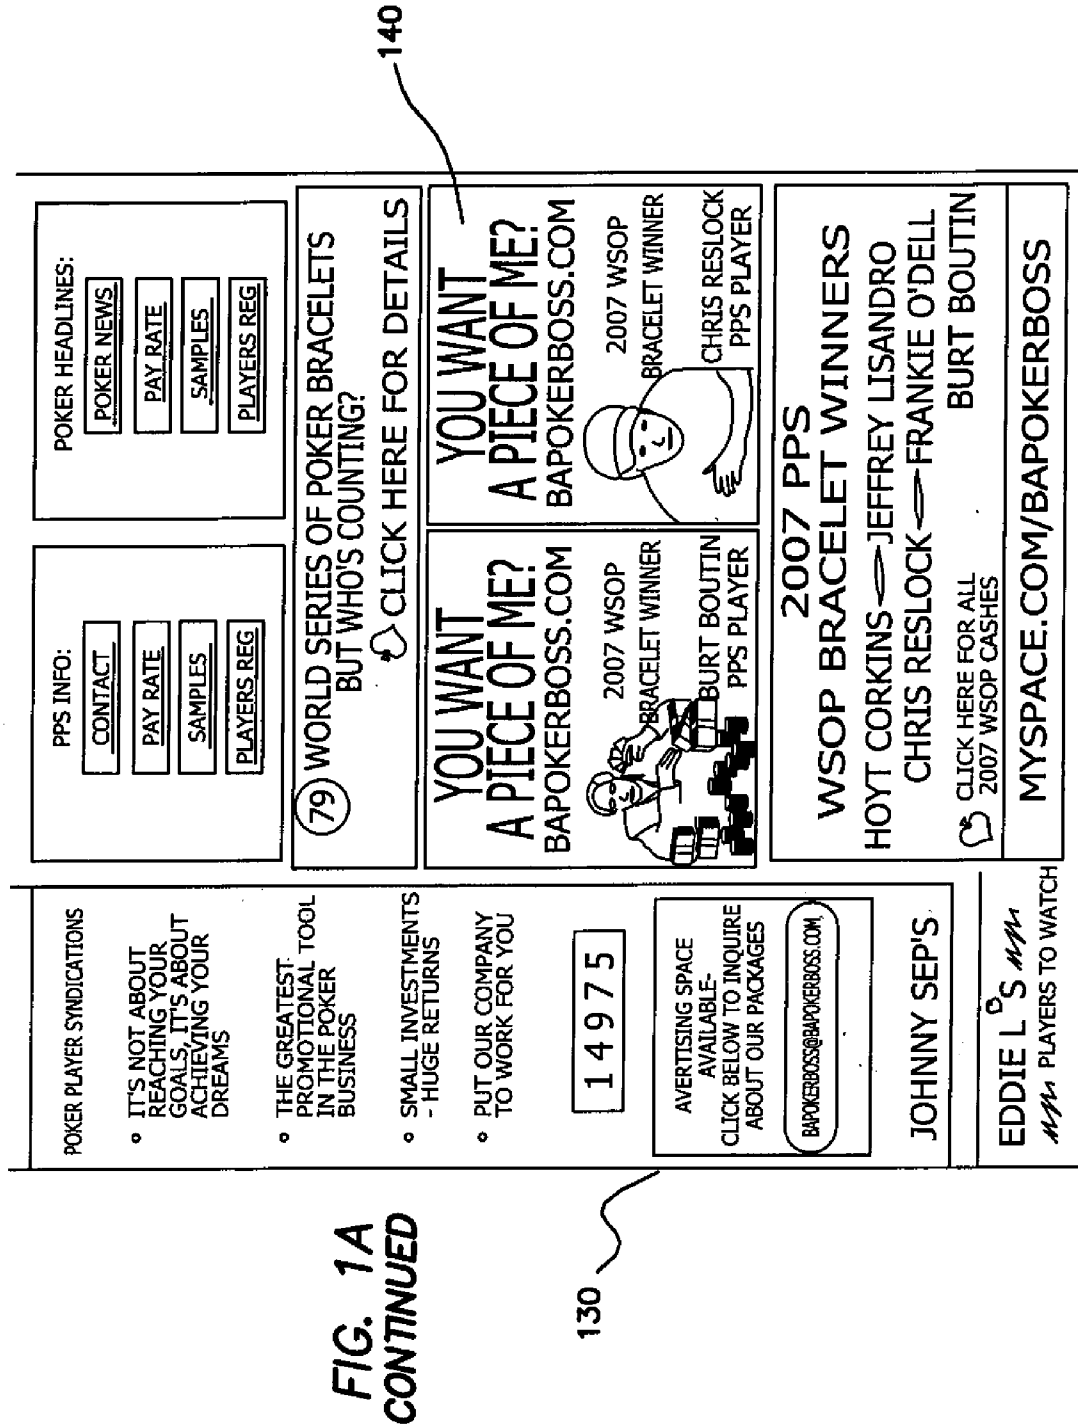 FIG. 1A
CONTINUED
130
140
POKER PLAYER SYNDICATIONS
° IT'S NOT ABOUT
REACHING YOUR
GOALS, IT'S ABOUT
ACHIEVING YOUR
DREAMS
° THE GREATEST
PROMOTIONAL TOOL
IN THE POKER
BUSINESS
° SMALL INVESTMENTS
- HUGE RETURNS
° PUT OUR COMPANY
TO WORK FOR YOU
14975
AVERTISING SPACE
AVAILABLE-
CLICK BELOW TO INQUIRE
ABOUT OUR PACKAGES
BAPOKERBOSS@BAPOKERBOSS.COM,
JOHNNY SEP'S
EDDIE L'S
PLAYERS TO WATCH
PPS INFO:
CONTACT
PAY RATE
SAMPLES
PLAYERS REG
POKER HEADLINES:
POKER NEWS
PAY RATE
SAMPLES
PLAYERS REG
79 WORLD SERIES OF POKER BRACELETS
BUT WHO'S COUNTING?
CLICK HERE FOR DETAILS
YOU WANT
A PIECE OF ME?
BAPOKERBOSS.COM
2007 WSOP
BRACELET WINNER
BURT BOUTIN
PPS PLAYER
YOU WANT
A PIECE OF ME?
BAPOKERBOSS.COM
2007 WSOP
BRACELET WINNER
CHRIS RESLOCK
PPS PLAYER
2007 PPS
WSOP BRACELET WINNERS
HOYT CORKINS JEFFREY LISANDRO
CHRIS RESLOCK FRANKIE O'DELL
BURT BOUTIN
CLICK HERE FOR ALL
2007 WSOP CASHES
MYSPACE.COM/BAPOKERBOSS